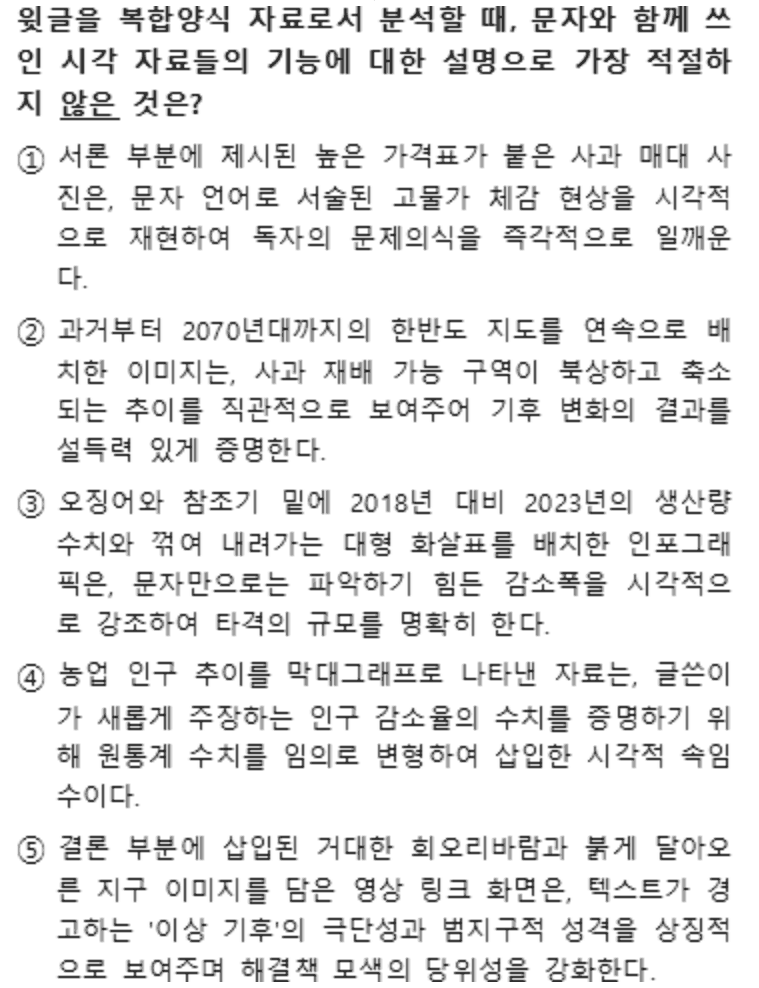 윗글을 복합양식 자료로서 분석할 때, 문자와 함께 쓰
인 시각 자료들의 기능에 대한 설명으로 가장 적절하
지 않은 것은?
① 서론 부분에 제시된 높은 가격표가 붙은 사과 매대 사
진은, 문자 언어로 서술된 고물가 체감 현상을 시각적
으로 재현하여 독자의 문제의식을 즉각적으로 일깨운
다.
② 과거부터 2070년대까지의 한반도 지도를 연속으로 배
치한 이미지는, 사과 재배 가능 구역이 북상하고 축소
되는 추이를 직관적으로 보여주어 기후 변화의 결과를
설득력 있게 증명한다.
③ 오징어와 참조기 밑에 2018년 대비 2023년의 생산량
수치와 꺾여 내려가는 대형 화살표를 배치한 인포그래
픽은, 문자만으로는 파악하기 힘든 감소폭을 시각적으
로 강조하여 타격의 규모를 명확히 한다.
④ 농업 인구 추이를 막대그래프로 나타낸 자료는, 글쓴이
가 새롭게 주장하는 인구 감소율의 수치를 증명하기 위
해 원통계 수치를 임의로 변형하여 삽입한 시각적 속임
수이다.
⑤ 결론 부분에 삽입된 거대한 회오리바람과 붉게 달아오
른 지구 이미지를 담은 영상 링크 화면은, 텍스트가 경
고하는 '이상 기후'의 극단성과 범지구적 성격을 상징적
으로 보여주며 해결책 모색의 당위성을 강화한다.